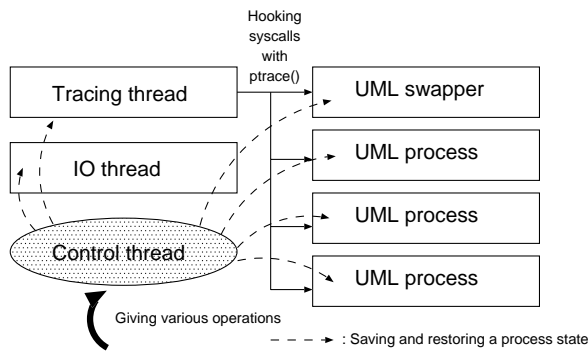 Hooking
syscalls
with
ptrace()
Tracing thread
UML swapper
IO thread
UML process
UML process
Control thread
UML process
Giving various operations
: Saving and restoring a process state